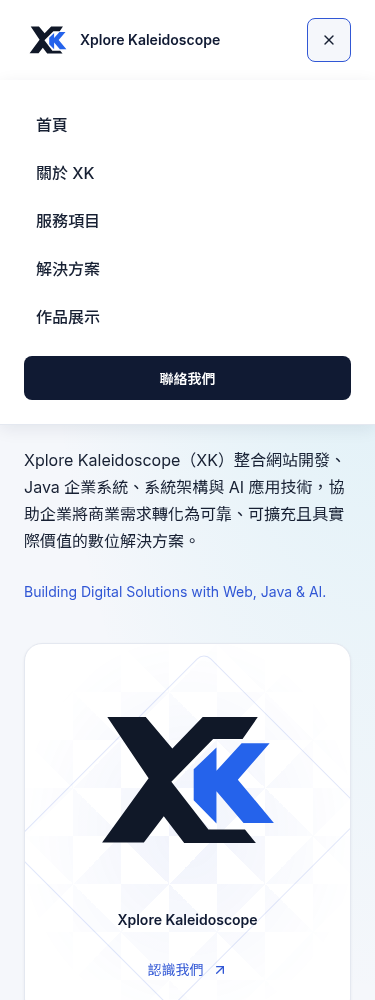 XK Xplore Kaleidoscope
首頁
關於 XK
服務項目
解決方案
作品展示
聯絡我們
Xplore Kaleidoscope（XK）整合網站開發、
Java 企業系統、系統架構與 AI 應用技術，協
助企業將商業需求轉化為可靠、可擴充且具實
際價值的數位解決方案。
Building Digital Solutions with Web, Java & AI.
XK
Xplore Kaleidoscope
認識我們